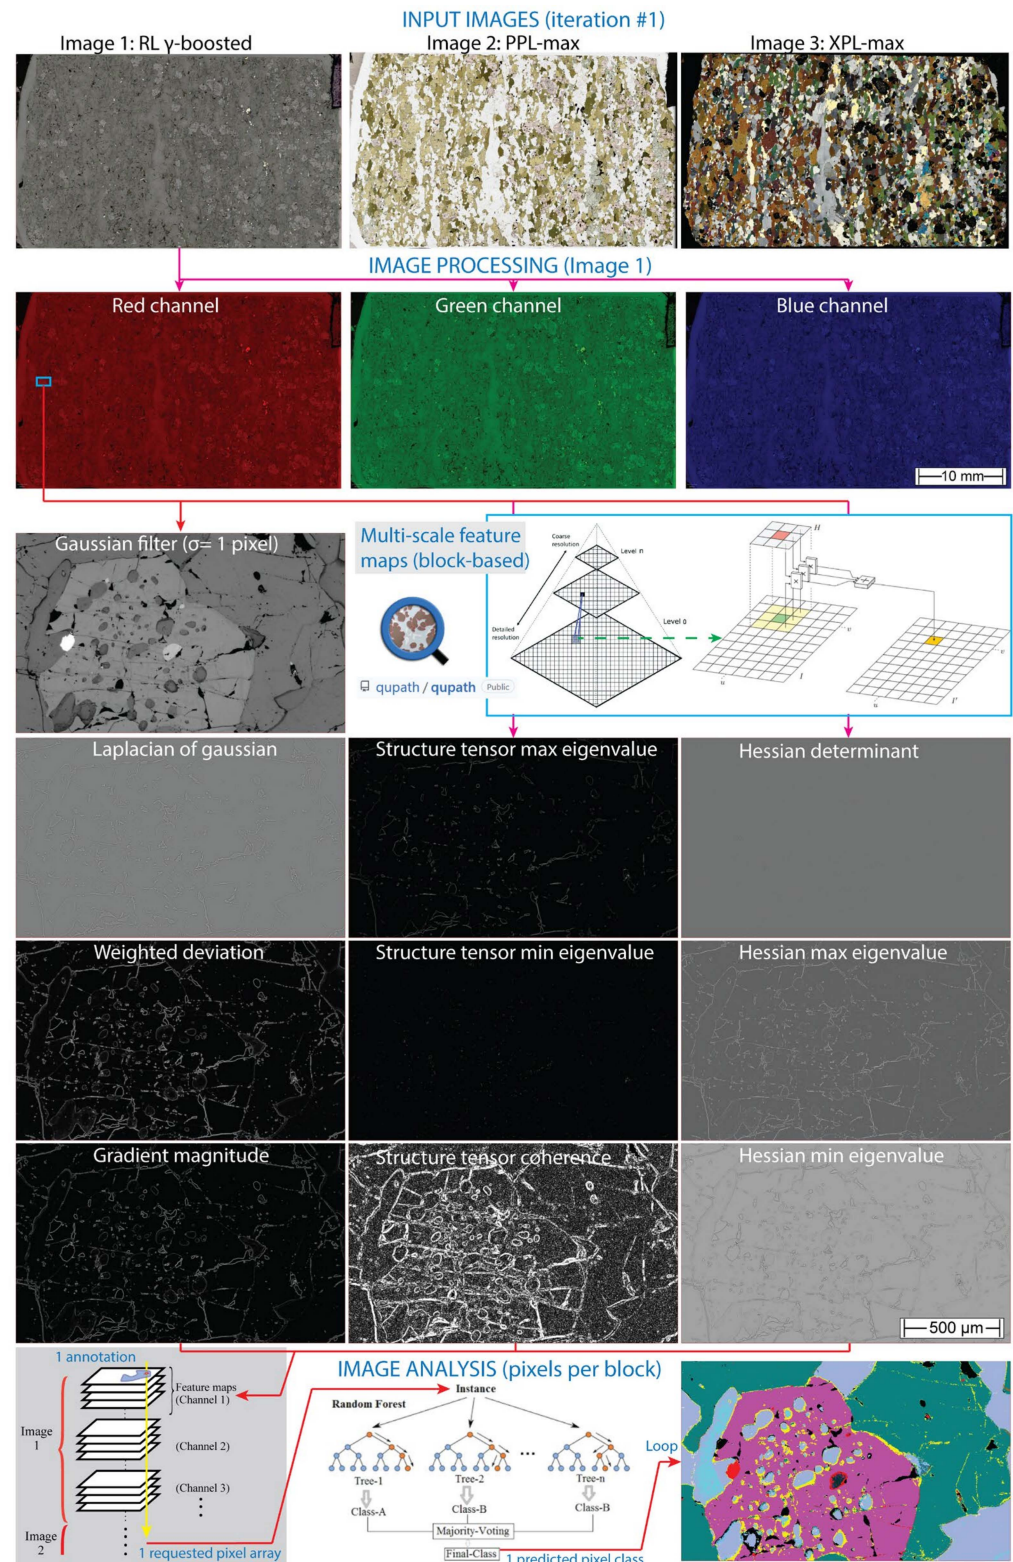 INPUT IMAGES (iteration #1)
Image 1: RL γ-boosted
Image 2: PPL-max
Image 3: XPL-max
IMAGE PROCESSING (Image 1)
Red channel
Green channel
Blue channel
10 mm
Gaussian filter (σ= 1 pixel)
Multi-scale feature
maps (block-based)
qupath / qupath Public
Coarse
resolution
Level n
Detailed
resolution
Level 0
H
v
u
I
v
u
I'
Laplacian of gaussian
Structure tensor max eigenvalue
Hessian determinant
Weighted deviation
Structure tensor min eigenvalue
Hessian max eigenvalue
Gradient magnitude
Structure tensor coherence
Hessian min eigenvalue
500 µm
1 annotation
Feature maps
(Channel 1)
Image
1
(Channel 2)
(Channel 3)
Image
2
1 requested pixel array
IMAGE ANALYSIS (pixels per block)
Instance
Random Forest
Tree-1
Tree-2
Tree-n
Class-A
Class-B
Class-B
Majority-Voting
Final-Class
1 predicted pixel class
Loop